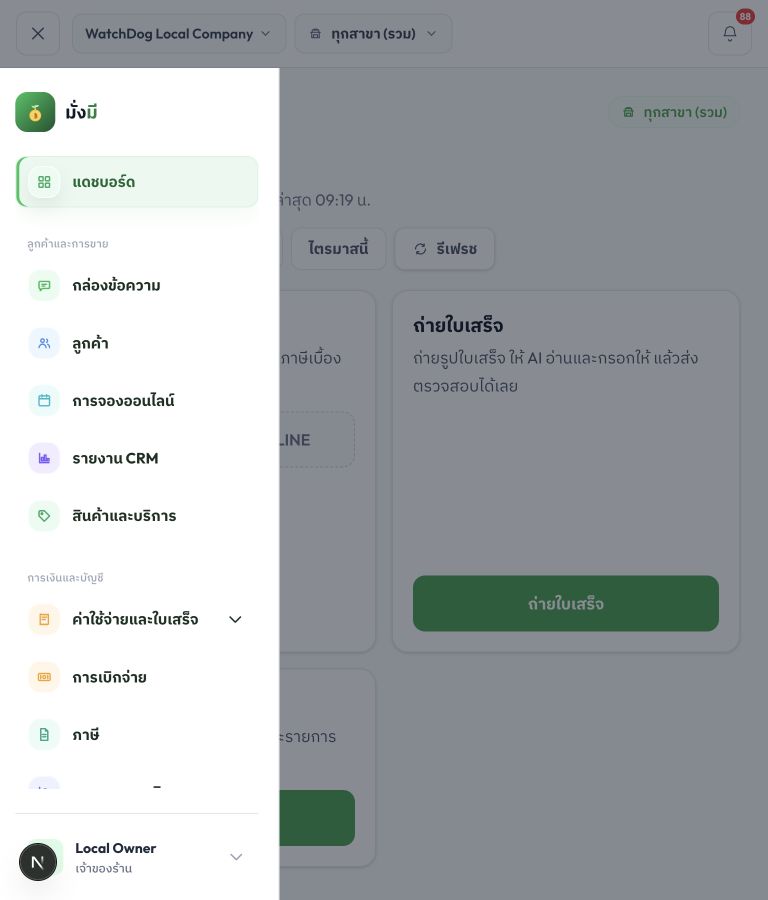 WatchDog Local Company
ทุกสาขา (รวม)
88
มั่งมี
ทุกสาขา (รวม)
แดชบอร์ด
ล่าสุด 09:19 น.
ลูกค้าและการขาย
ไตรมาสนี้
รีเฟรช
กล่องข้อความ
ถ่ายใบเสร็จ
ลูกค้า
ภาษีเบื้อง
ถ่ายรูปใบเสร็จ ให้ AI อ่านและกรอกให้ แล้วส่ง
ตรวจสอบได้เลย
การจองออนไลน์
LINE
รายงาน CRM
สินค้าและบริการ
การเงินและบัญชี
ค่าใช้จ่ายและใบเสร็จ
ถ่ายใบเสร็จ
การเบิกจ่าย
ภาษี
ะรายการ
Local Owner
เจ้าของร้าน
N